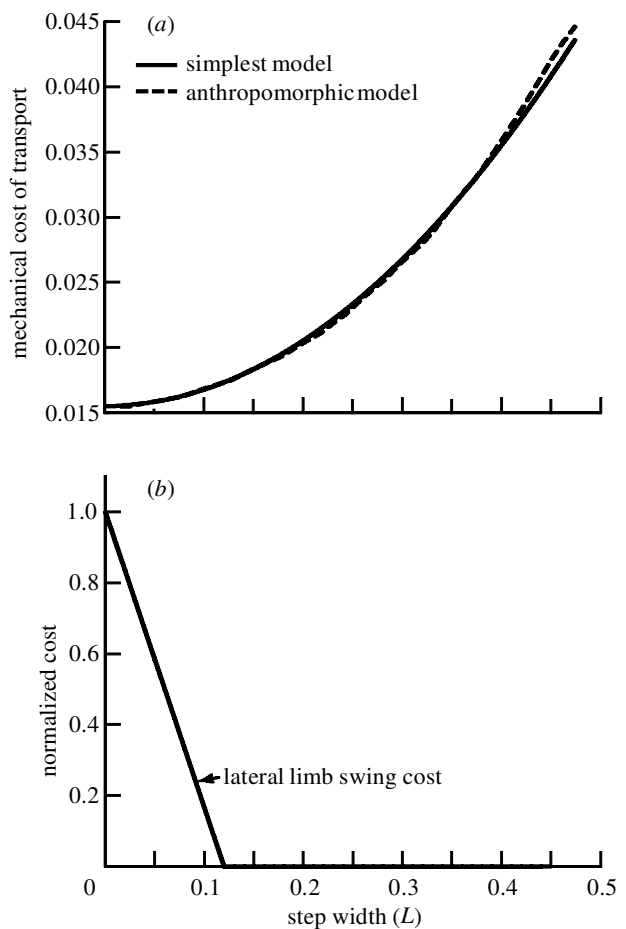 0.045
(a)
simplest model
0.040
anthropomorphic model
0.035
0.030
0.025
0.020
0.015
mechanical cost of transport
(b)
1.0
0.8
0.6
0.4
0.2
normalized cost
lateral limb swing cost
0 0.1 0.2 0.3 0.4 0.5
step width (L)